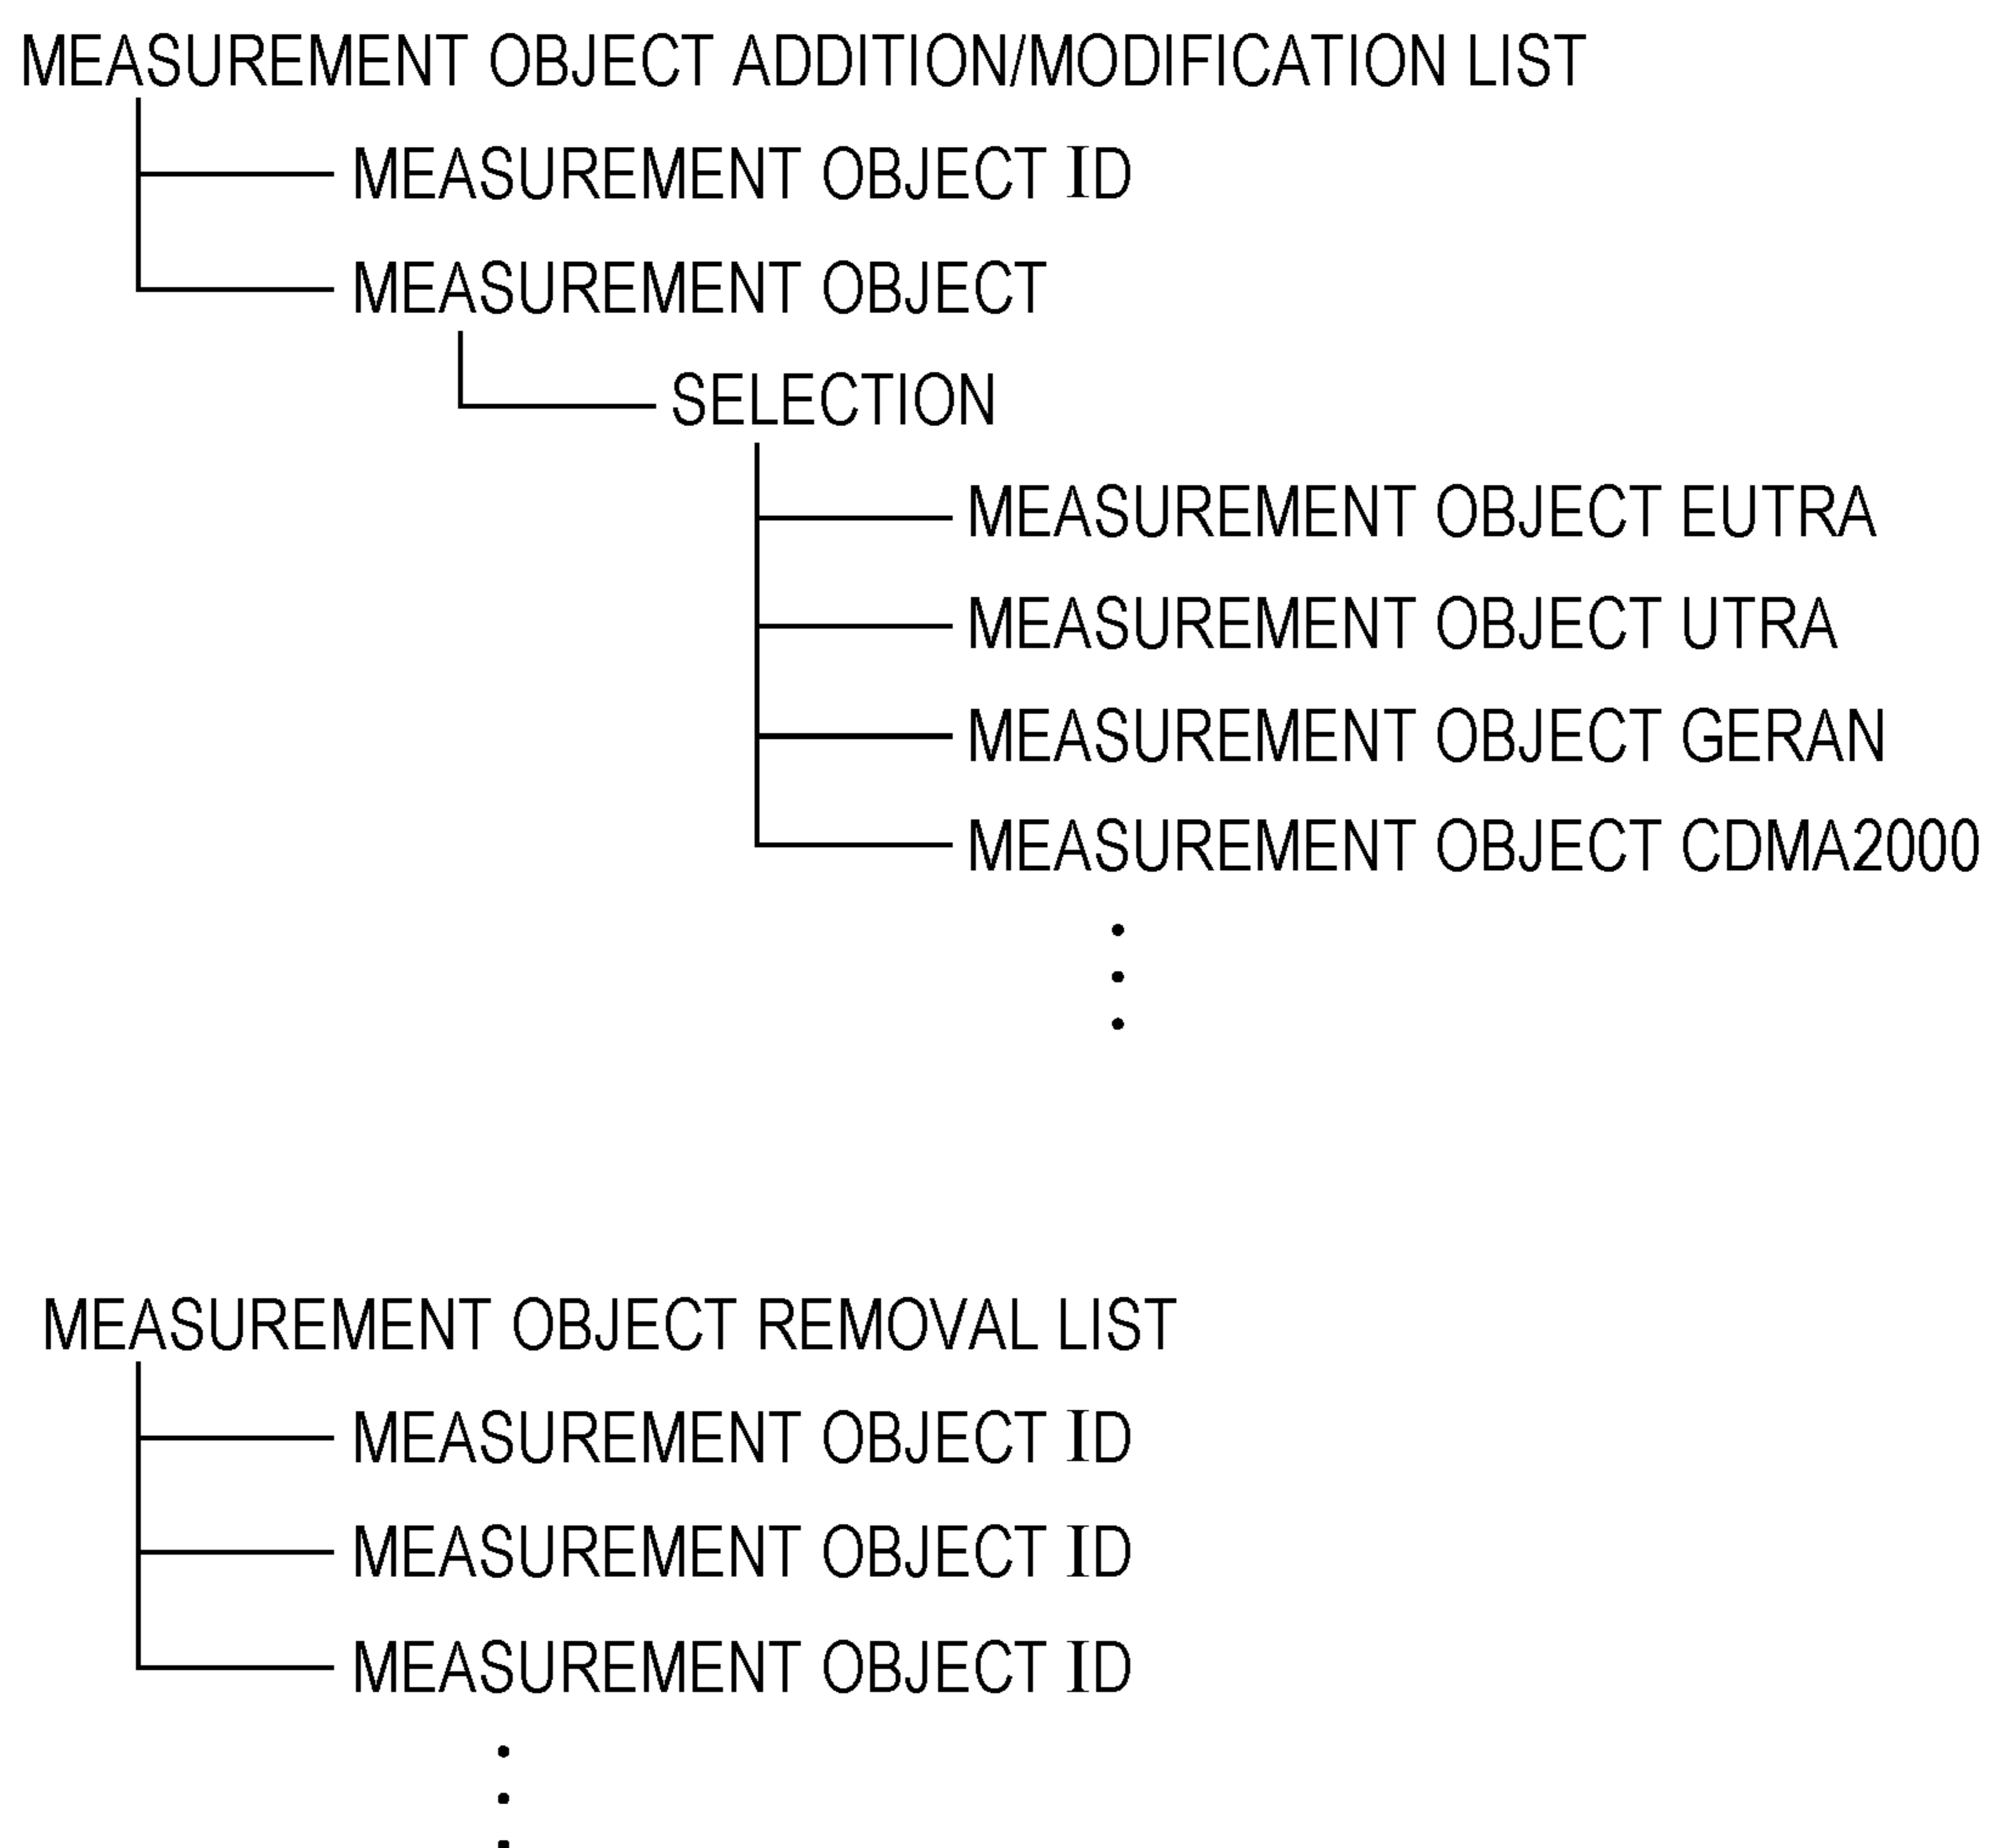 MEASUREMENT OBJECT ADDITION/MODIFICATION LIST
MEASUREMENT OBJECT ID
MEASUREMENT OBJECT
SELECTION
MEASUREMENT OBJECT EUTRA
MEASUREMENT OBJECT UTRA
MEASUREMENT OBJECT GERAN
MEASUREMENT OBJECT CDMA2000
MEASUREMENT OBJECT REMOVAL LIST
MEASUREMENT OBJECT ID
MEASUREMENT OBJECT ID
MEASUREMENT OBJECT ID